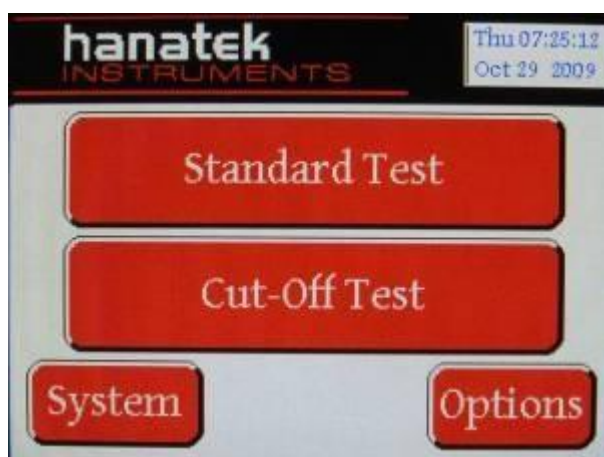 hanatek
INSTRUMENTS
Thu 07:25:12
Oct 29 2009
Standard Test
Cut-Off Test
System
Options